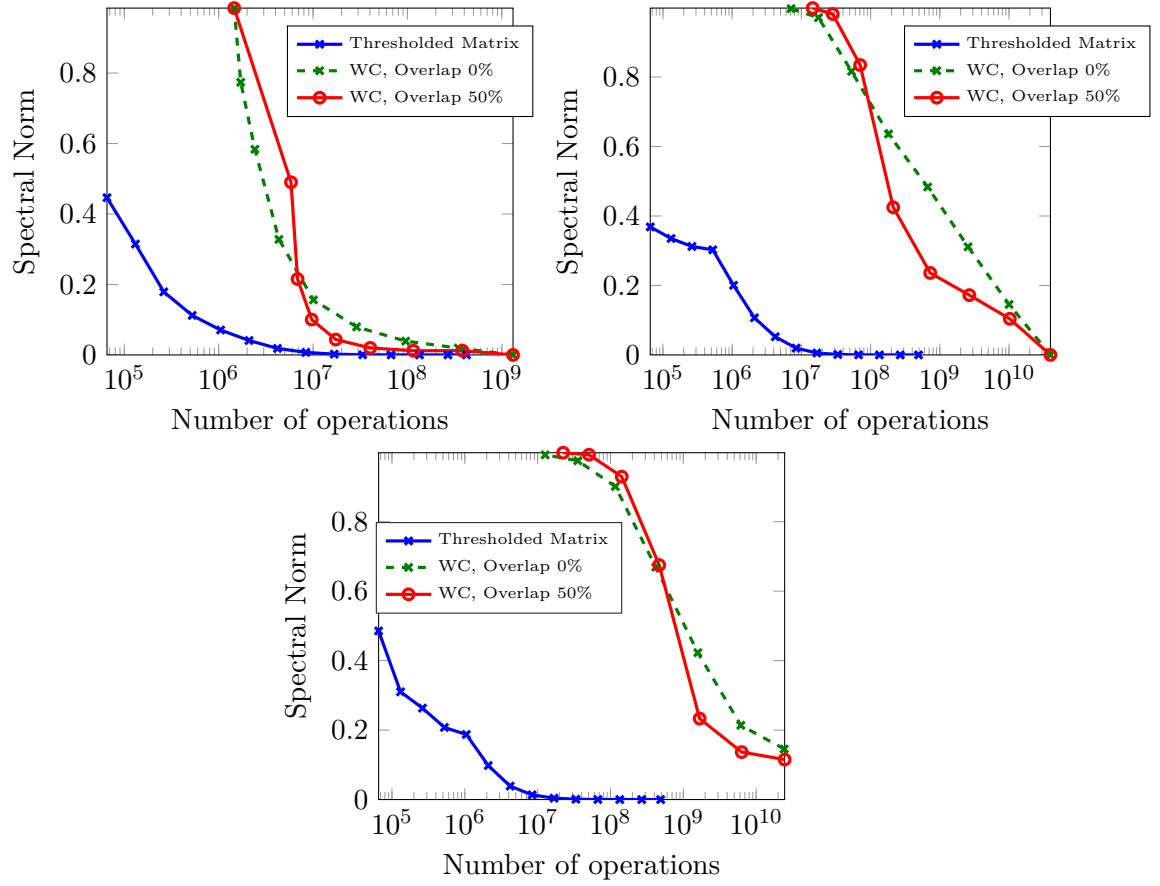 0
0.2
0.4
0.6
0.8
10^5
10^6
10^7
10^8
10^9
Number of operations
Spectral Norm
Thresholded Matrix
WC, Overlap 0%
WC, Overlap 50%
0
0.2
0.4
0.6
0.8
10^5
10^6
10^7
10^8
10^9
10^10
Number of operations
Spectral Norm
Thresholded Matrix
WC, Overlap 0%
WC, Overlap 50%
0
0.2
0.4
0.8
10^5
10^6
10^7
10^8
10^9
10^10
Number of operations
Spectral Norm
Thresholded Matrix
WC, Overlap 0%
WC, Overlap 50%